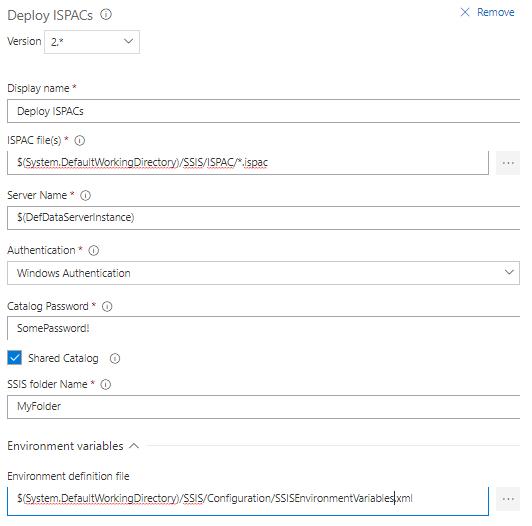 Deploy ISPACs
Remove
Version 2.*
Display name *
Deploy ISPACs
ISPAC file(s) *
$(System.DefaultWorkingDirectory)/SSIS/ISPAC/*.ispac
Server Name *
$(DefDataServerInstance)
Authentication *
Windows Authentication
Catalog Password *
SomePassword!
Shared Catalog
SSIS folder Name *
MyFolder
Environment variables
Environment definition file
$(System.DefaultWorkingDirectory)/SSIS/Configuration/SSISEnvironmentVariables.xml